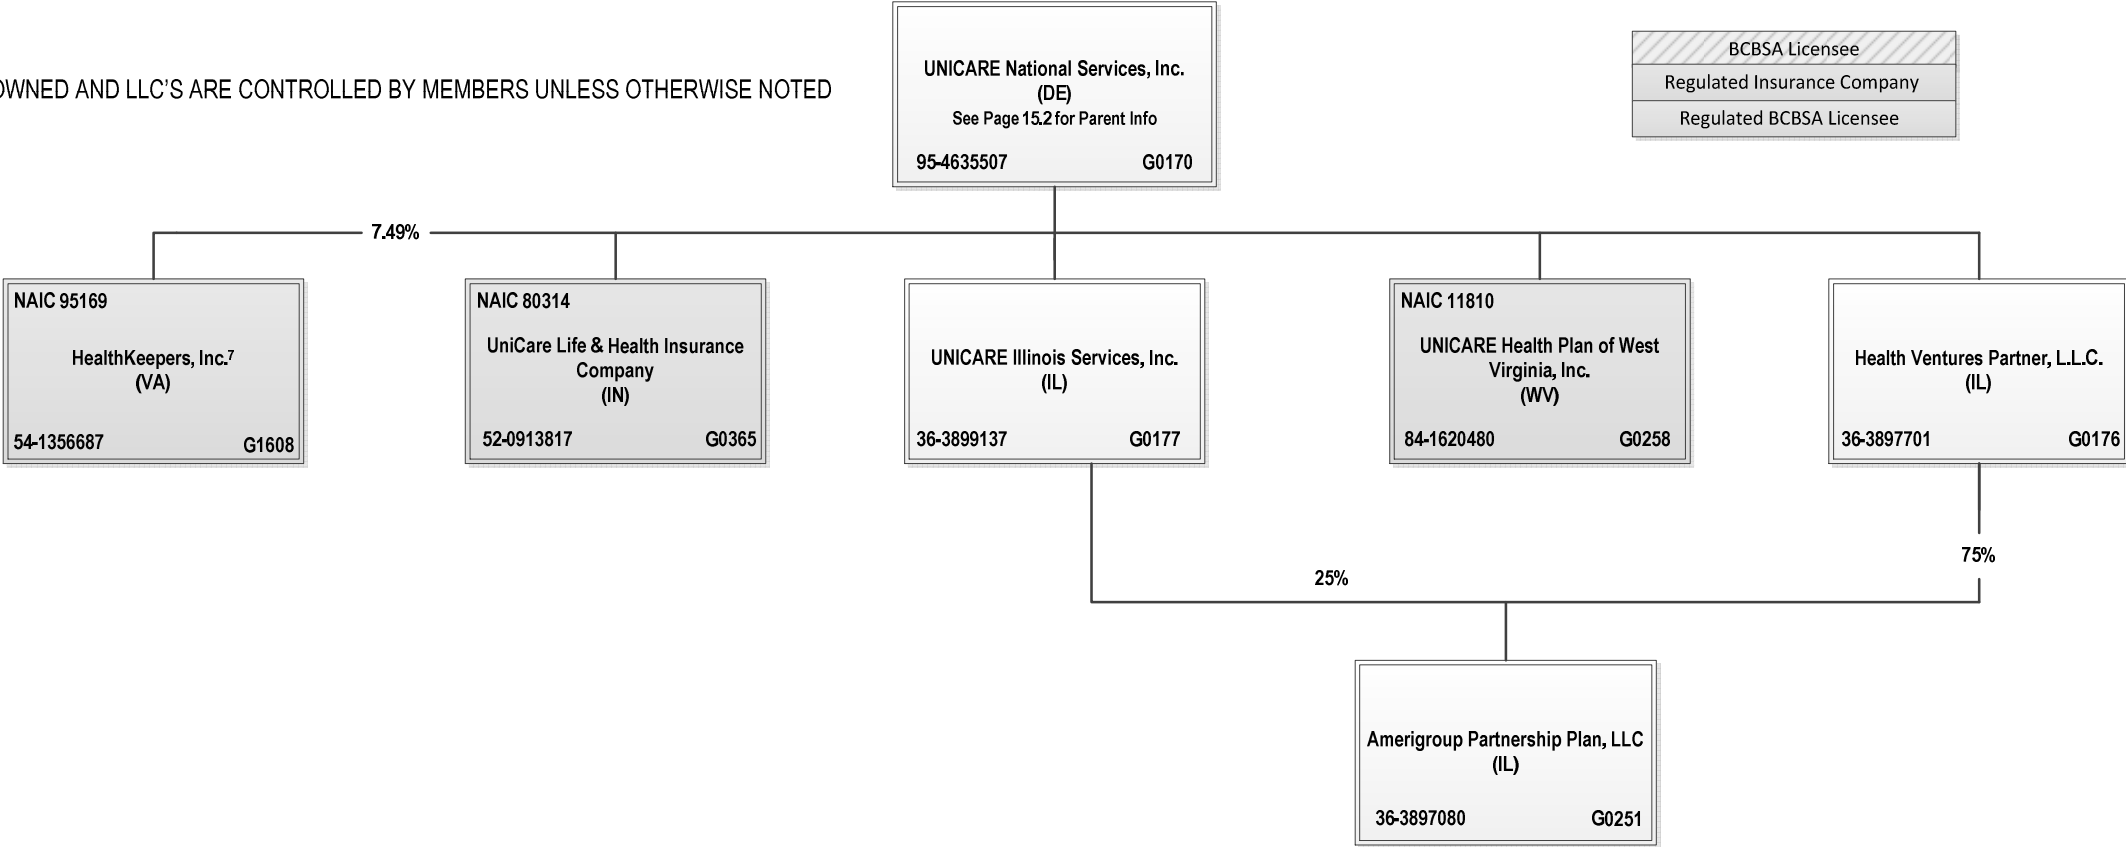 OWNED AND LLC'S ARE CONTROLLED BY MEMBERS UNLESS OTHERWISE NOTED
UNICARE National Services, Inc.
(DE)
See Page 15.2 for Parent Info
95-4635507 G0170
BCBSA Licensee
Regulated Insurance Company
Regulated BCBSA Licensee
7.49%
NAIC 95169
HealthKeepers, Inc.⁷
(VA)
54-1356687 G1608
NAIC 80314
UniCare Life & Health Insurance
Company
(IN)
52-0913817 G0365
UNICARE Illinois Services, Inc.
(IL)
36-3899137 G0177
NAIC 11810
UNICARE Health Plan of West
Virginia, Inc.
(WV)
84-1620480 G0258
Health Ventures Partner, L.L.C.
(IL)
36-3897701 G0176
25%
75%
Amerigroup Partnership Plan, LLC
(IL)
36-3897080 G0251